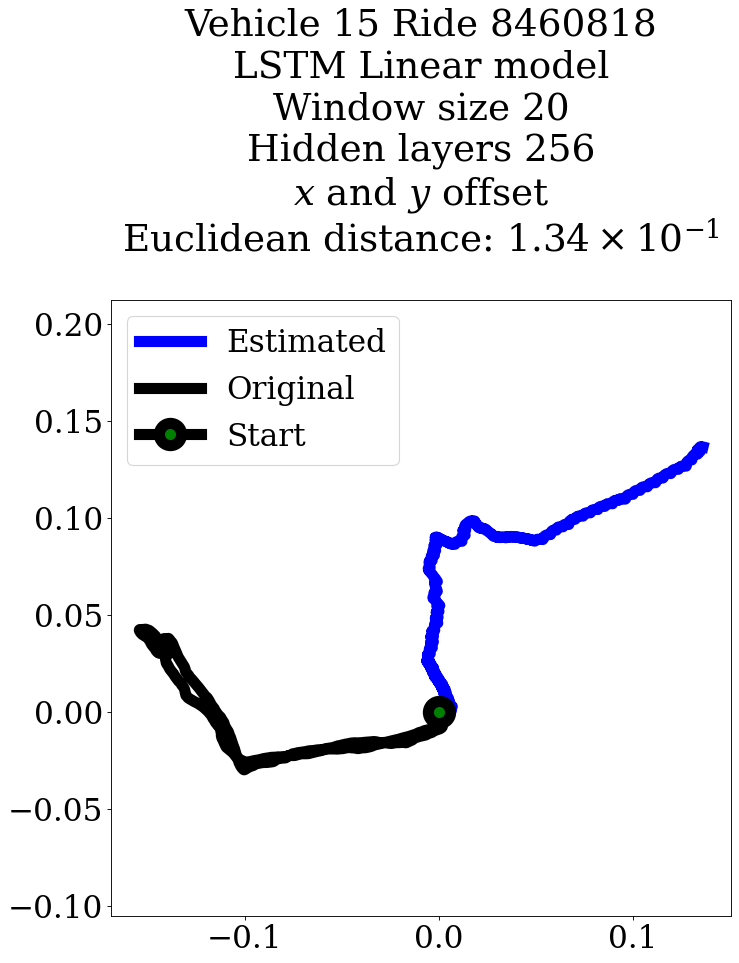 Vehicle 15 Ride 8460818
LSTM Linear model
Window size 20
Hidden layers 256
x and y offset
Euclidean distance: 1.34 × 10⁻¹
Estimated
Original
Start
0.20
0.15
0.10
0.05
0.00
−0.05
−0.10
−0.1
0.0
0.1